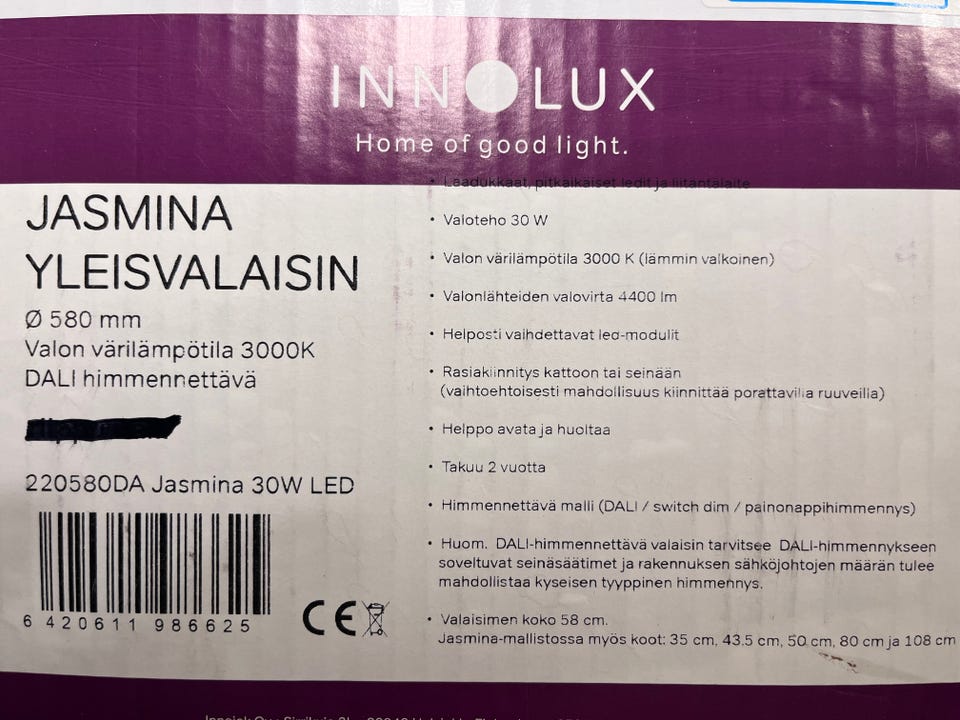 INNOLUX
Home of good light.
JASMINA
YLEISVALAISIN
Ø 580 mm
Valon värilämpötila 3000K
DALI himmennettävä
220580DA Jasmina 30W LED
6 420611 986625
CE
• Laadukkaat, pitkäikäiset ledit ja liitäntälaite
• Valoteho 30 W
• Valon värilämpötila 3000 K (lämmin valkoinen)
• Valonlähteiden valovirta 4400 lm
• Helposti vaihdettavat led-modulit
• Rasiakiinnitys kattoon tai seinään
(vaihtoehtoisesti mahdollisuus kiinnittää porattavilla ruuveilla)
• Helppo avata ja huoltaa
• Takuu 2 vuotta
• Himmennettävä malli (DALI / switch dim / painonappihimmennys)
• Huom. DALI-himmennettävä valaisin tarvitsee DALI-himmennykseen
soveltuvat seinäsäätimet ja rakennuksen sähköjohtojen määrän tulee
mahdollistaa kyseisen tyyppinen himmennys.
• Valaisimen koko 58 cm.
Jasmina-mallistossa myös koot: 35 cm, 43.5 cm, 50 cm, 80 cm ja 108 cm